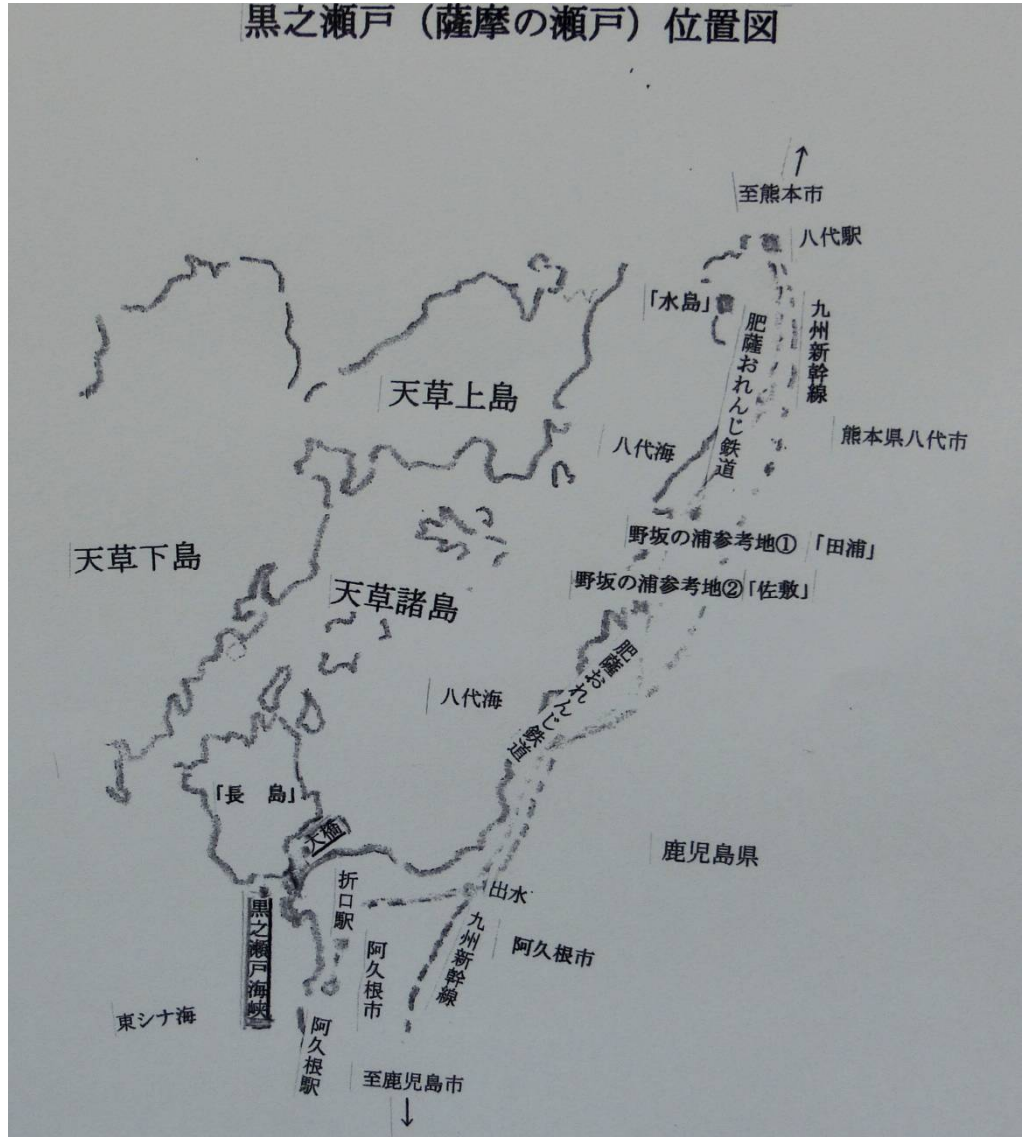 黒之瀬戸（薩摩の瀬戸）位置図
↑
至熊本市
八代駅
「水島」
九州新幹線
肥薩おれんじ鉄道
天草上島
八代海
熊本県八代市
天草下島
野坂の浦参考地①「田浦」
野坂の浦参考地②「佐敷」
天草諸島
肥薩おれんじ鉄道
八代海
「長　島」
大橋
鹿児島県
折口駅
出水
黒之瀬戸海峡
九州新幹線
阿久根市
阿久根市
東シナ海
阿久根駅
至鹿児島市
↓